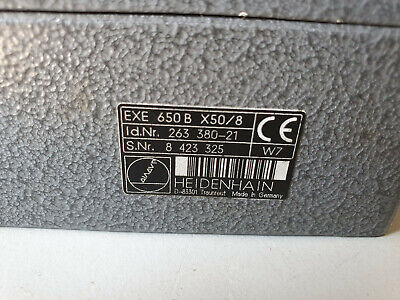 EXE 650 B X50/8
Id.Nr. 263 380-21
S.Nr. 8 423 325
CE
W7
HEIDENHAIN
D-83301 Traunreut Made in Germany